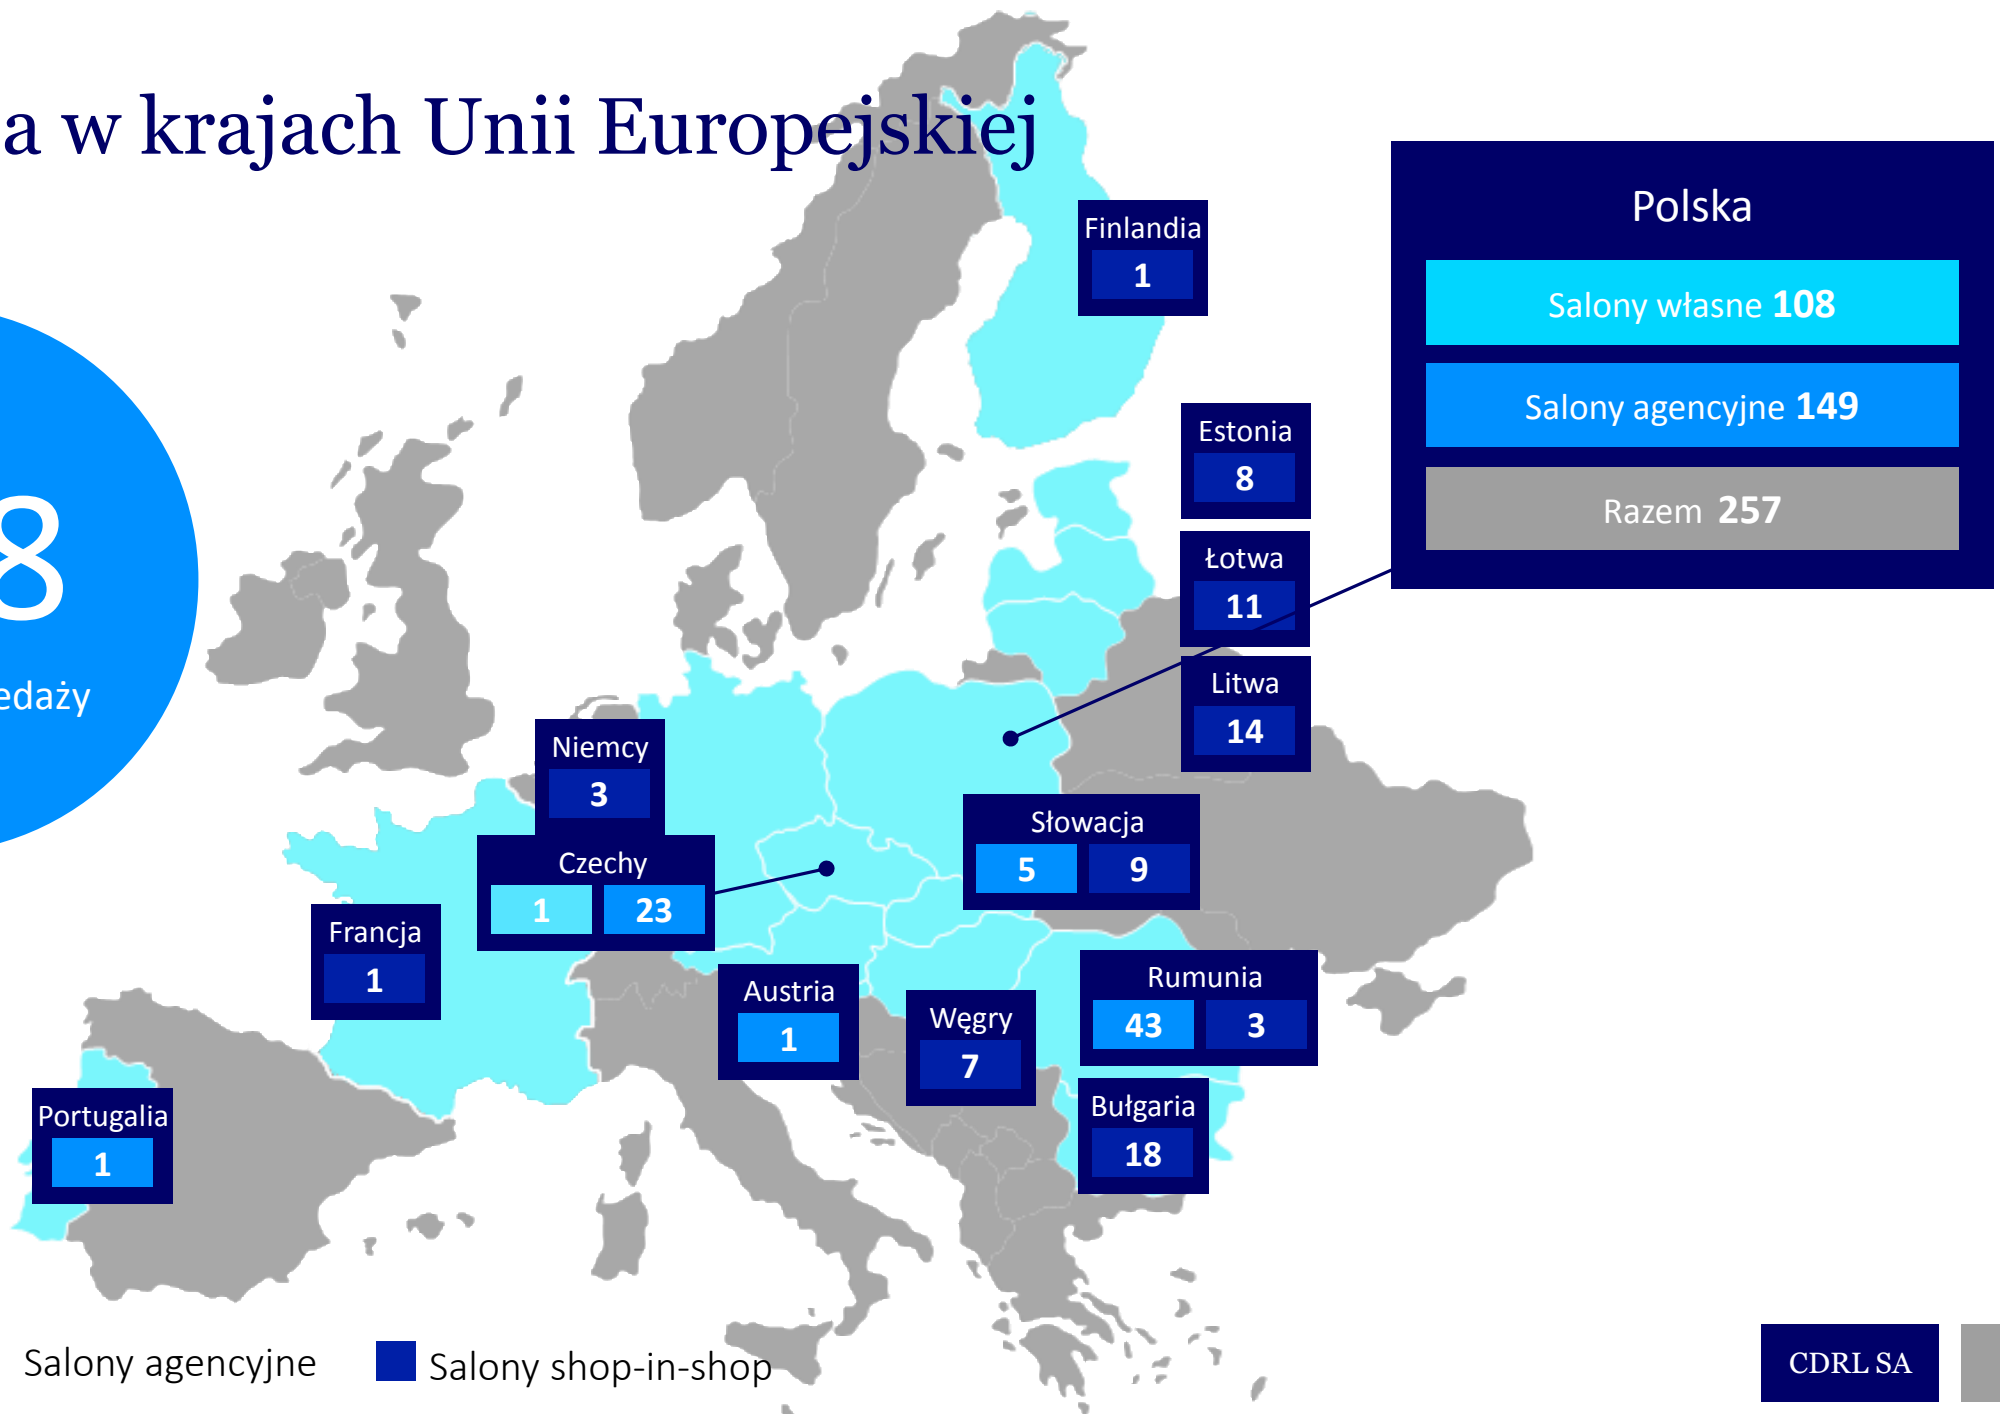 a w krajach Unii Europejskiej
Polska
Salony własne 108
Salony agencyjne 149
Razem 257
Finlandia
1
Estonia
8
Łotwa
11
Litwa
14
8
edaży
Niemcy
3
Czechy
1 23
Słowacja
5 9
Francja
1
Austria
1
Węgry
7
Rumunia
43 3
Bułgaria
18
Portugalia
1
Salony agencyjne
Salony shop-in-shop
CDRL SA